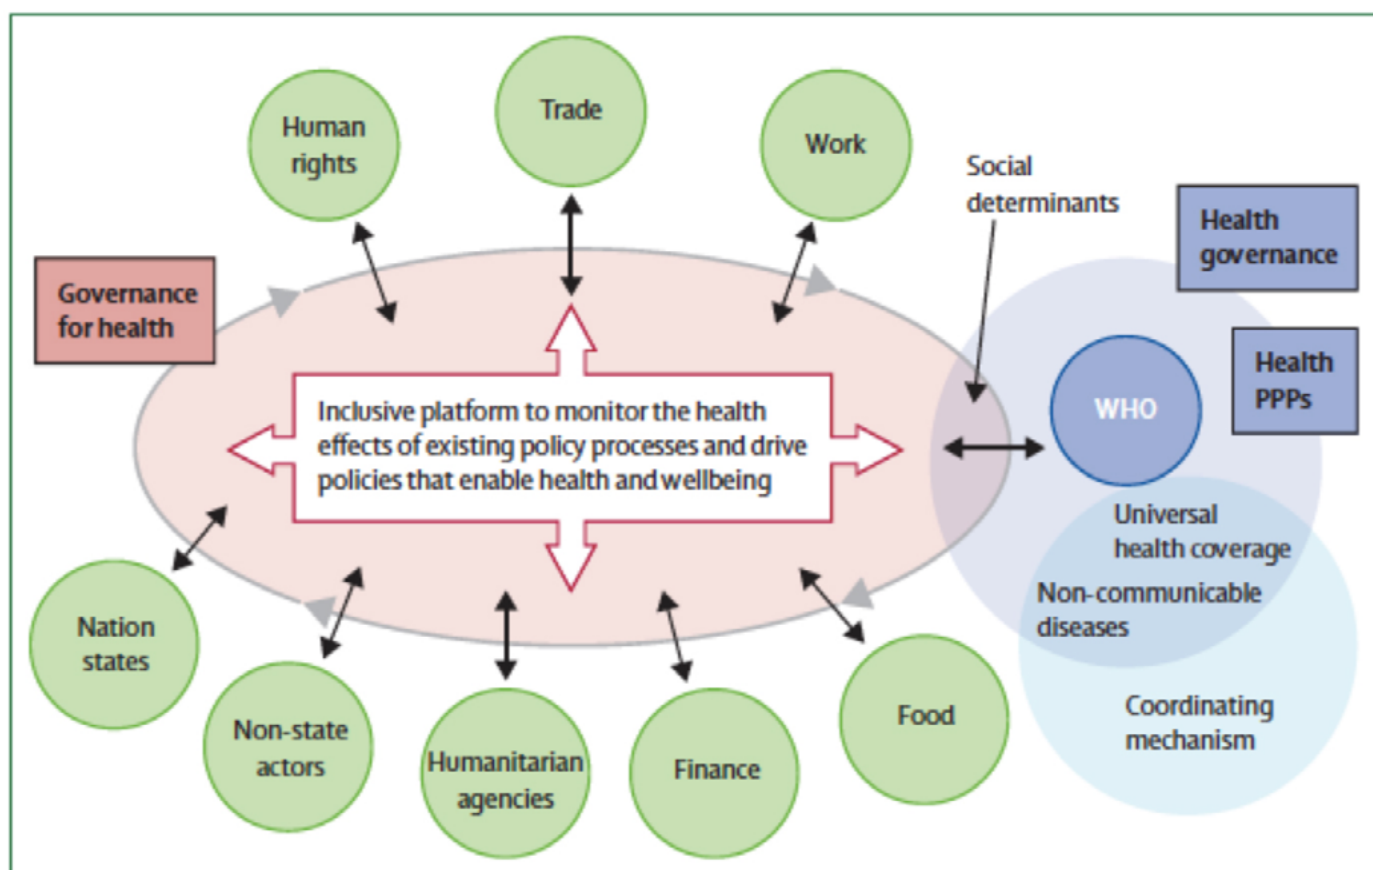 Human
rights
Trade
Work
Social
determinants
Health
governance
Governance
for health
Health
PPPs
Inclusive platform to monitor the health
effects of existing policy processes and drive
policies that enable health and wellbeing
WHO
Universal
health coverage
Non-communicable
diseases
Nation
states
Non-state
actors
Humanitarian
agencies
Finance
Food
Coordinating
mechanism